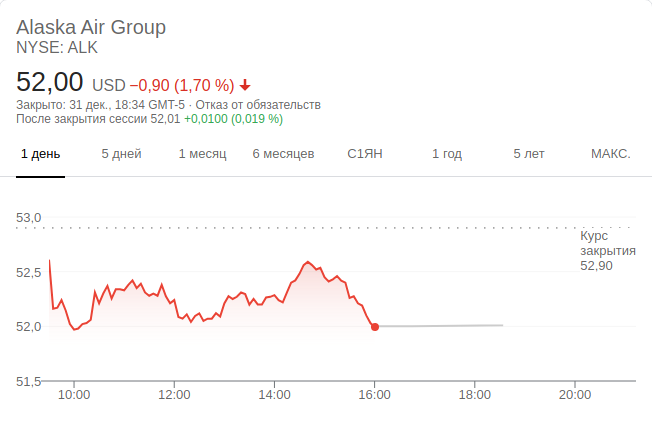 Alaska Air Group
NYSE: ALK
52,00 USD −0,90 (1,70 %)
Закрыто: 31 дек., 18:34 GMT-5 · Отказ от обязательств
После закрытия сессии 52,01 +0,0100 (0,019 %)
1 день 5 дней 1 месяц 6 месяцев С1ЯН 1 год 5 лет МАКС.
53,0
Курс
закрытия
52,90
52,5
52,0
51,5
10:00 12:00 14:00 16:00 18:00 20:00